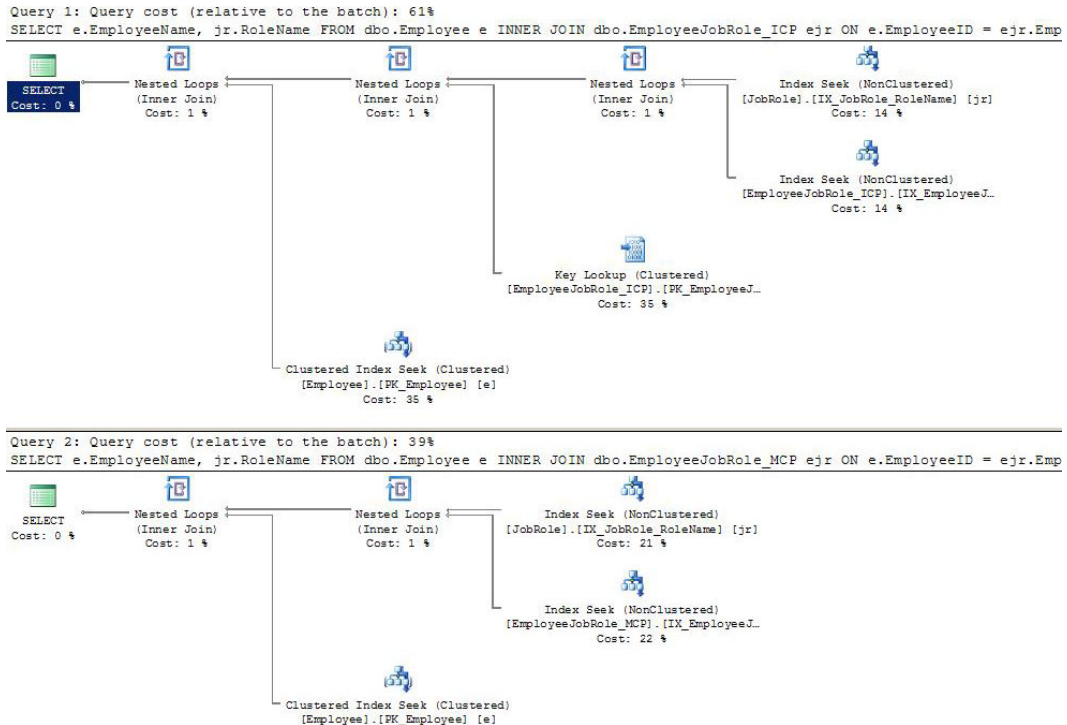 Query 1: Query cost (relative to the batch): 61%
SELECT e.EmployeeName, jr.RoleName FROM dbo.Employee e INNER JOIN dbo.EmployeeJobRole_ICP ejr ON e.EmployeeID = ejr.Emp
SELECT
Cost: 0 %
Nested Loops
(Inner Join)
Cost: 1 %
Nested Loops
(Inner Join)
Cost: 1 %
Nested Loops
(Inner Join)
Cost: 1 %
Index Seek (NonClustered)
[JobRole].[IX_JobRole_RoleName] [jr]
Cost: 14 %
Index Seek (NonClustered)
[EmployeeJobRole_ICP].[IX_EmployeeJ…
Cost: 14 %
Key Lookup (Clustered)
[EmployeeJobRole_ICP].[PK_EmployeeJ…
Cost: 35 %
Clustered Index Seek (Clustered)
[Employee].[PK_Employee] [e]
Cost: 35 %
Query 2: Query cost (relative to the batch): 39%
SELECT e.EmployeeName, jr.RoleName FROM dbo.Employee e INNER JOIN dbo.EmployeeJobRole_MCP ejr ON e.EmployeeID = ejr.Emp
SELECT
Cost: 0 %
Nested Loops
(Inner Join)
Cost: 1 %
Nested Loops
(Inner Join)
Cost: 1 %
Index Seek (NonClustered)
[JobRole].[IX_JobRole_RoleName] [jr]
Cost: 21 %
Index Seek (NonClustered)
[EmployeeJobRole_MCP].[IX_EmployeeJ…
Cost: 22 %
Clustered Index Seek (Clustered)
[Employee].[PK_Employee] [e]